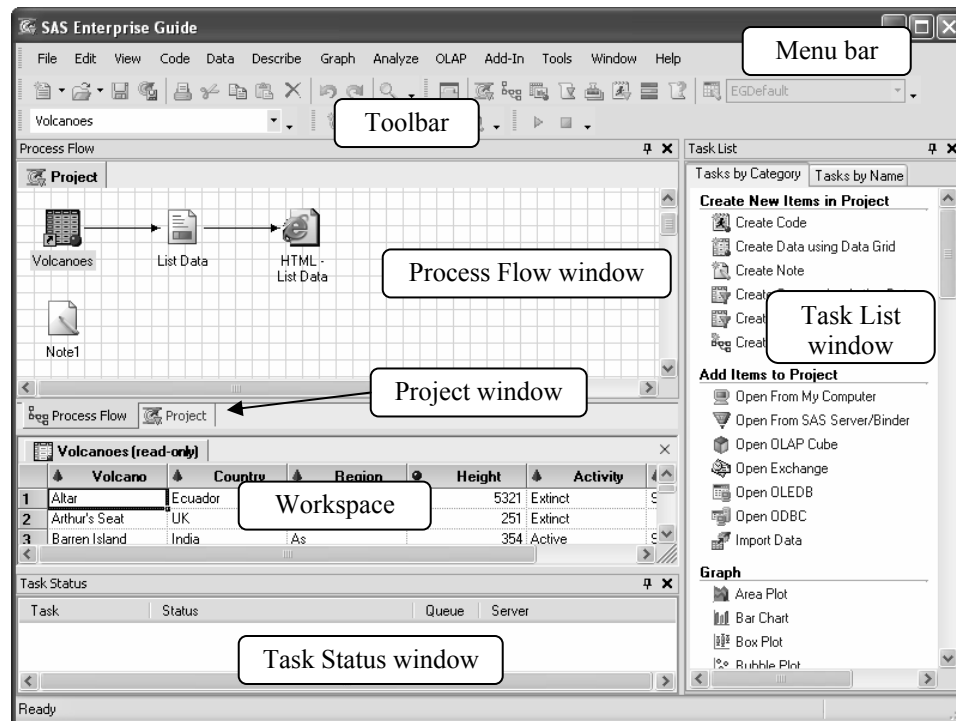 SAS Enterprise Guide
File Edit View Code Data Describe Graph Analyze OLAP Add-In Tools Window Help
Menu bar
EGDefault
Volcanoes
Toolbar
Process Flow
Project
Volcanoes
List Data
HTML -
List Data
Note1
Process Flow window
Project window
Process Flow Project
Volcanoes (read-only)
Volcano Country Region Height Activity
1 Altar Ecuador 5321 Extinct
2 Arthur's Seat UK 251 Extinct
3 Barren Island India As 354 Active
Workspace
Task Status
Task Status Queue Server
Task Status window
Ready
Task List
Tasks by Category Tasks by Name
Create New Items in Project
Create Code
Create Data using Data Grid
Create Note
Task List
window
Add Items to Project
Open From My Computer
Open From SAS Server/Binder
Open OLAP Cube
Open Exchange
Open OLEDB
Open ODBC
Import Data
Graph
Area Plot
Bar Chart
Box Plot
Bubble Plot